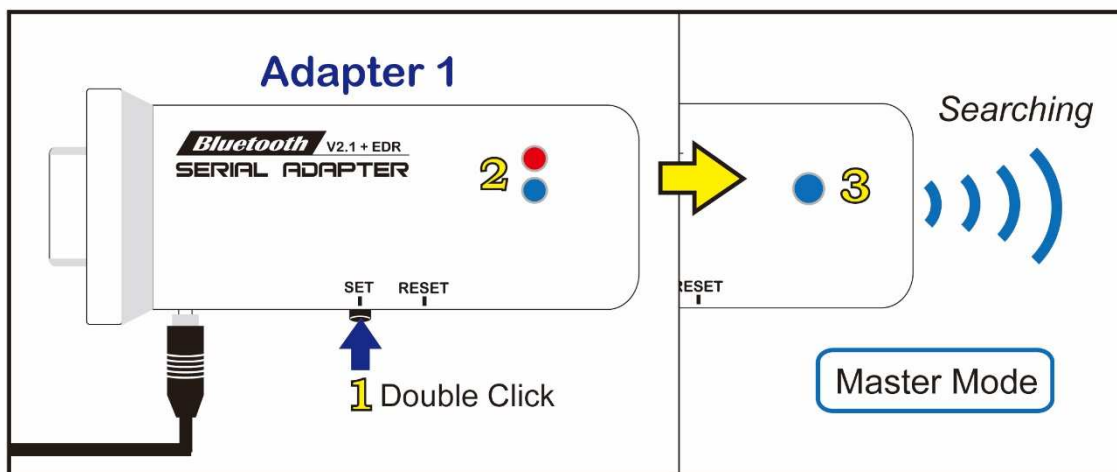 Adapter 1
Bluetooth V2.1 + EDR
SERIAL ADAPTER
2
SET RESET
1 Double Click
Searching
3
RESET
Master Mode